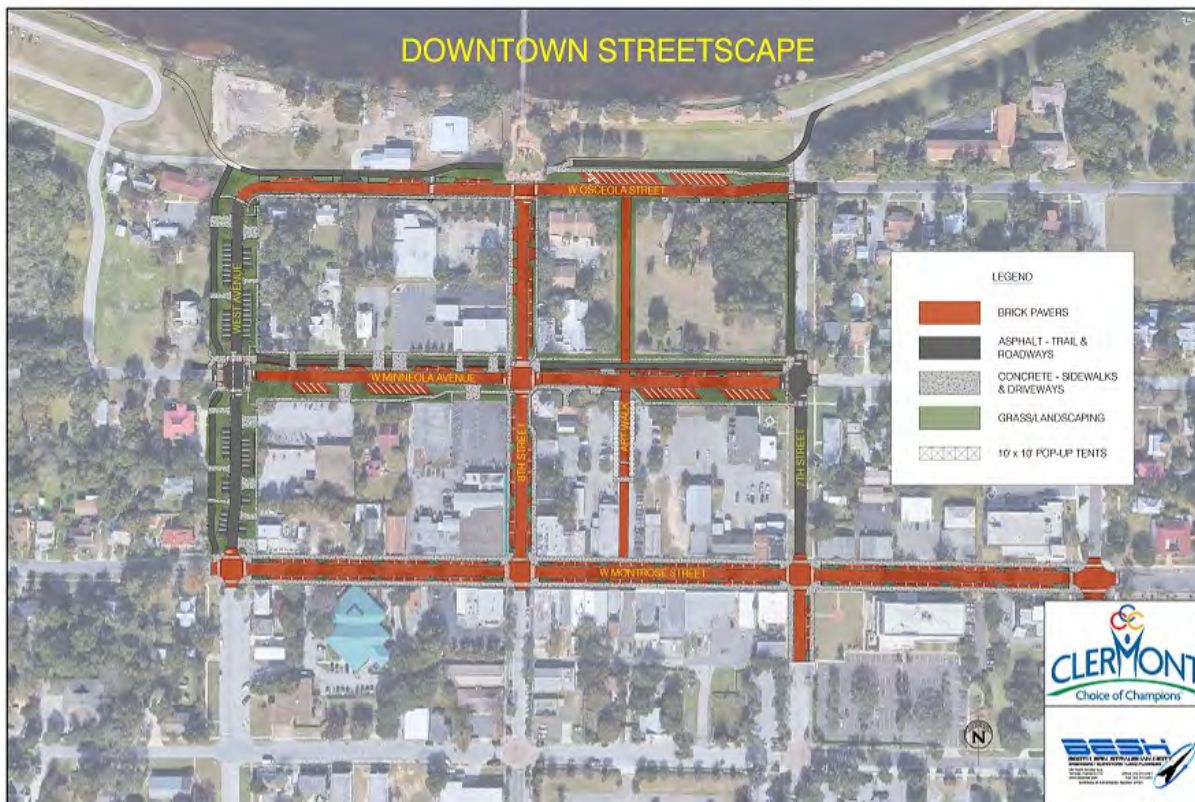 DOWNTOWN STREETSCAPE
W OSCEOLA STREET
WEST AVENUE
W MINNEOLA AVENUE
8TH STREET
ART WALK
7TH STREET
W MONTROSE STREET
LEGEND
BRICK PAVERS
ASPHALT - TRAIL &
ROADWAYS
CONCRETE - SIDEWALKS
& DRIVEWAYS
GRASS/LANDSCAPING
10' x 10' POP-UP TENTS
N
CLERMONT
Choice of Champions
BESH